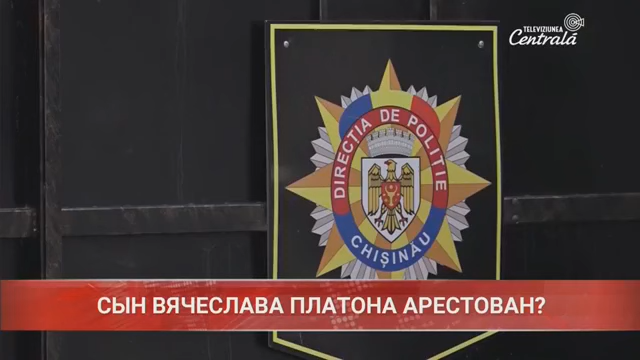 TELEVIZIUNEA
Centrală
DIRECȚIA DE POLIȚIE
CHIȘINĂU
СЫН ВЯЧЕСЛАВА ПЛАТОНА АРЕСТОВАН?